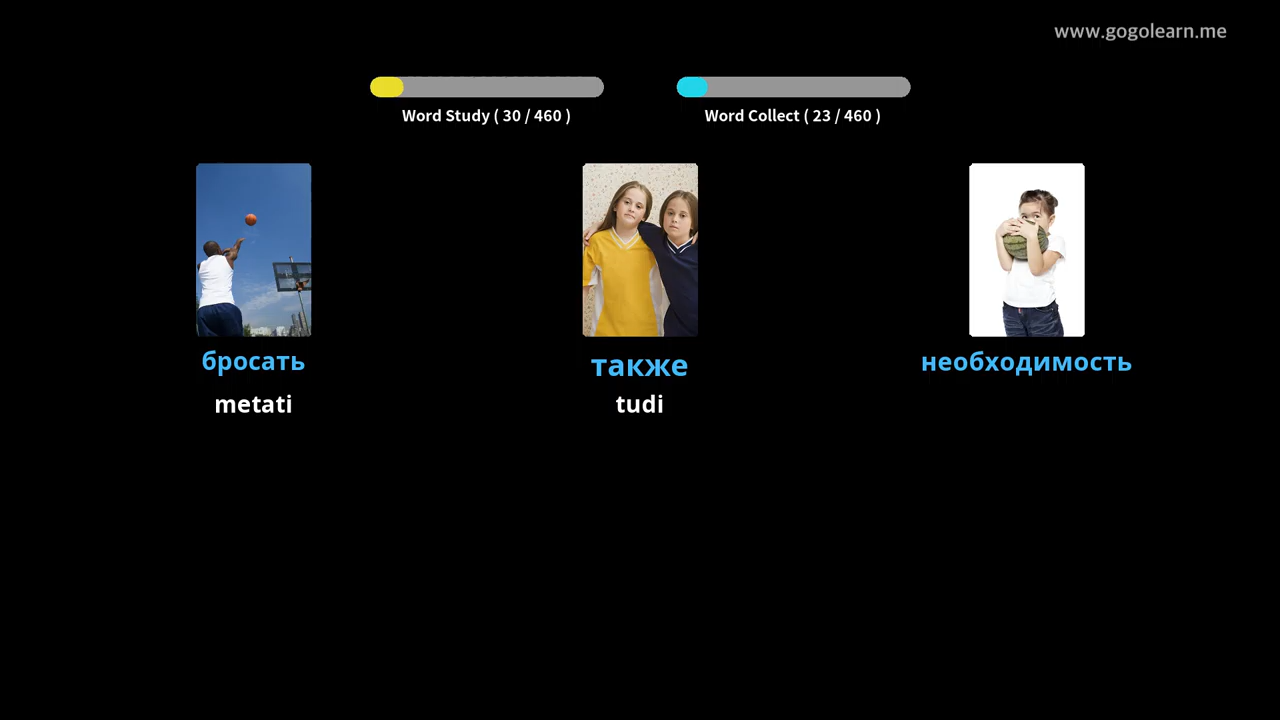 www.gogolearn.me
Word Study ( 30 / 460 )
Word Collect ( 23 / 460 )
бросать
metati
также
tudi
необходимость